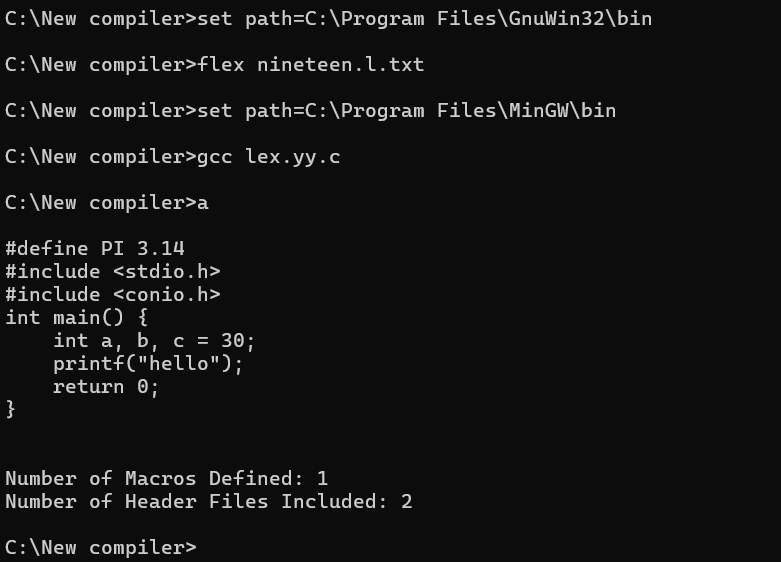 C:\New compiler>set path=C:\Program Files\GnuWin32\bin
C:\New compiler>flex nineteen.l.txt
C:\New compiler>set path=C:\Program Files\MinGW\bin
C:\New compiler>gcc lex.yy.c
C:\New compiler>a
#define PI 3.14
#include <stdio.h>
#include <conio.h>
int main() {
    int a, b, c = 30;
    printf("hello");
    return 0;
}
Number of Macros Defined: 1
Number of Header Files Included: 2
C:\New compiler>